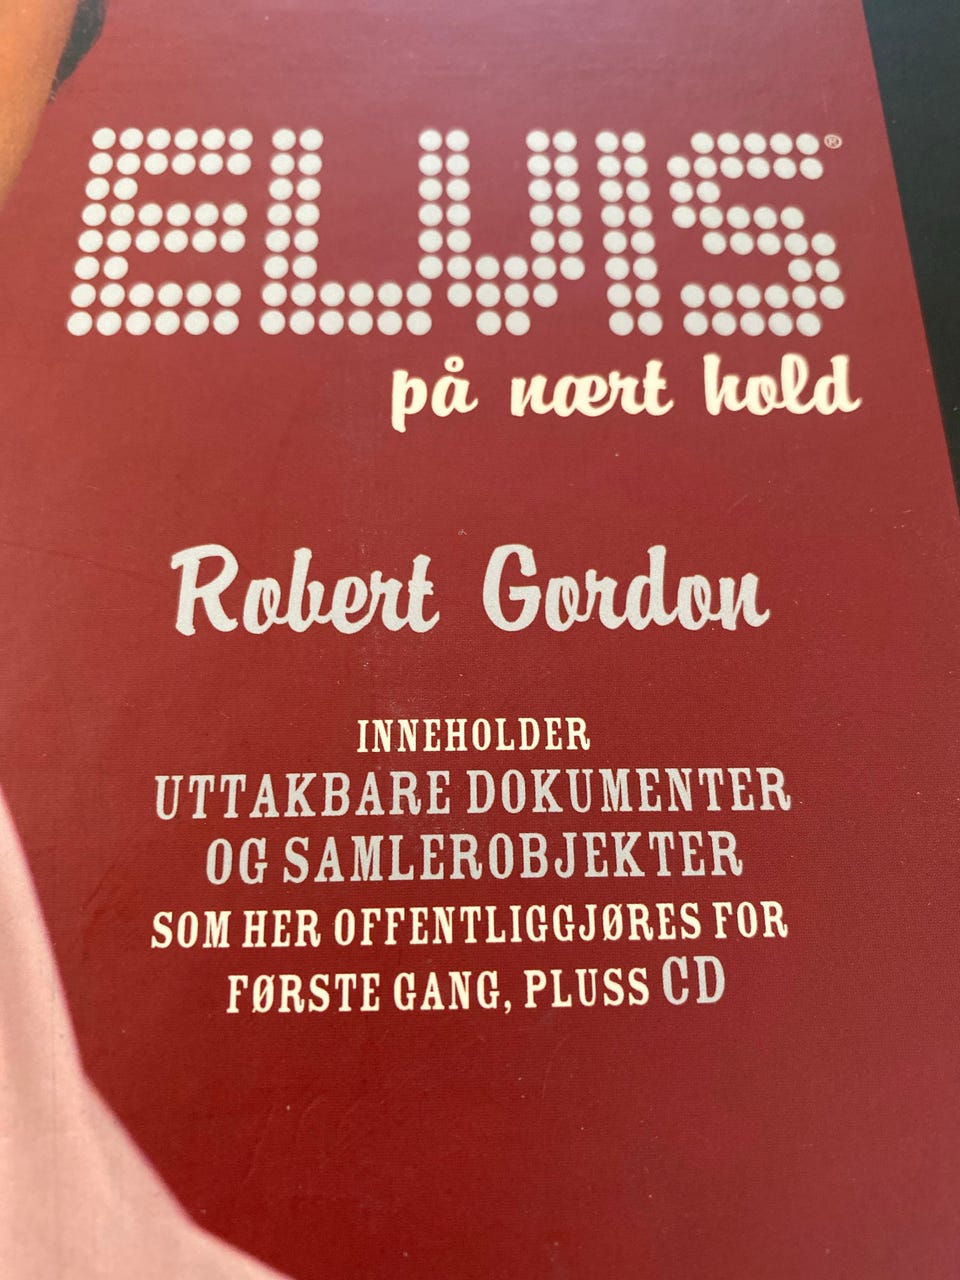 ELVIS®
på nært hold
Robert Gordon
INNEHOLDER
UTTAKBARE DOKUMENTER
OG SAMLEROBJEKTER
SOM HER OFFENTLIGGJØRES FOR
FØRSTE GANG, PLUSS CD